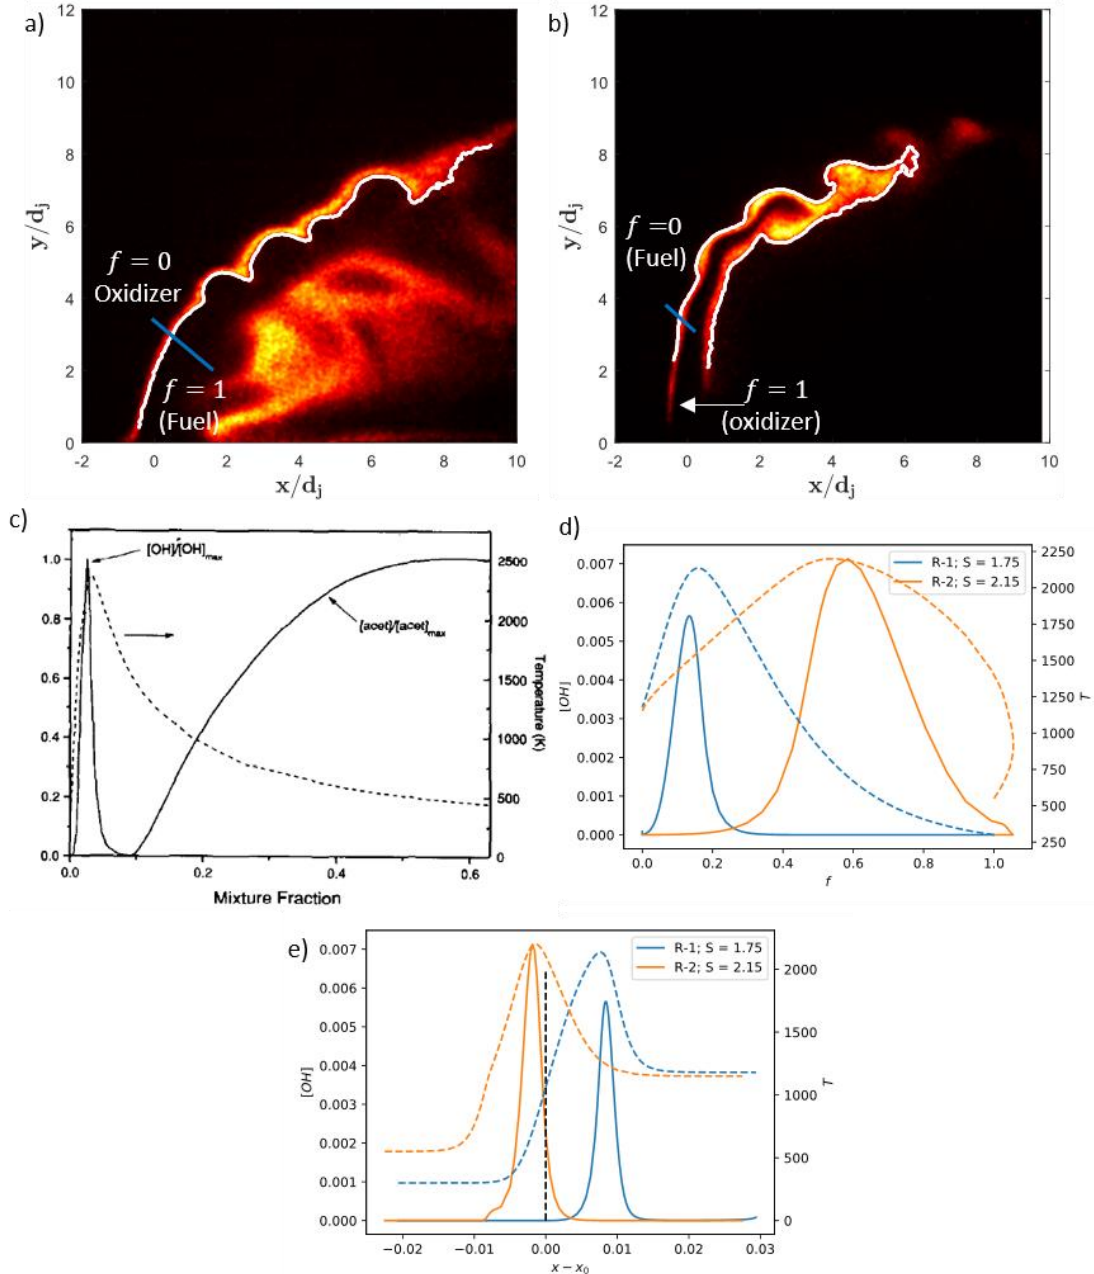 a)
12
10
8
6
4
2
0
y/d_j
-2
0
2
4
6
8
10
x/d_j
f = 0
Oxidizer
f = 1
(Fuel)
b)
12
10
8
6
4
2
0
y/d_j
-2
0
2
4
6
8
10
x/d_j
f =0
(Fuel)
f = 1
(oxidizer)
c)
[OH]/[OH]max
[acet]/[acet]max
1.0
0.8
0.6
0.4
0.2
0.0
2500
2000
1500
1000
500
0
Temperature (K)
0.0
0.2
0.4
0.6
Mixture Fraction
d)
R-1; S = 1.75
R-2; S = 2.15
0.007
0.006
0.005
0.004
0.003
0.002
0.001
0.000
[OH]
2250
2000
1750
1500
1250
1000
750
500
250
T
0.0
0.2
0.4
0.6
0.8
1.0
f
e)
R-1; S = 1.75
R-2; S = 2.15
0.007
0.006
0.005
0.004
0.003
0.002
0.001
0.000
[OH]
2000
1500
1000
500
0
T
−0.02
−0.01
0.00
0.01
0.02
0.03
x − x₀